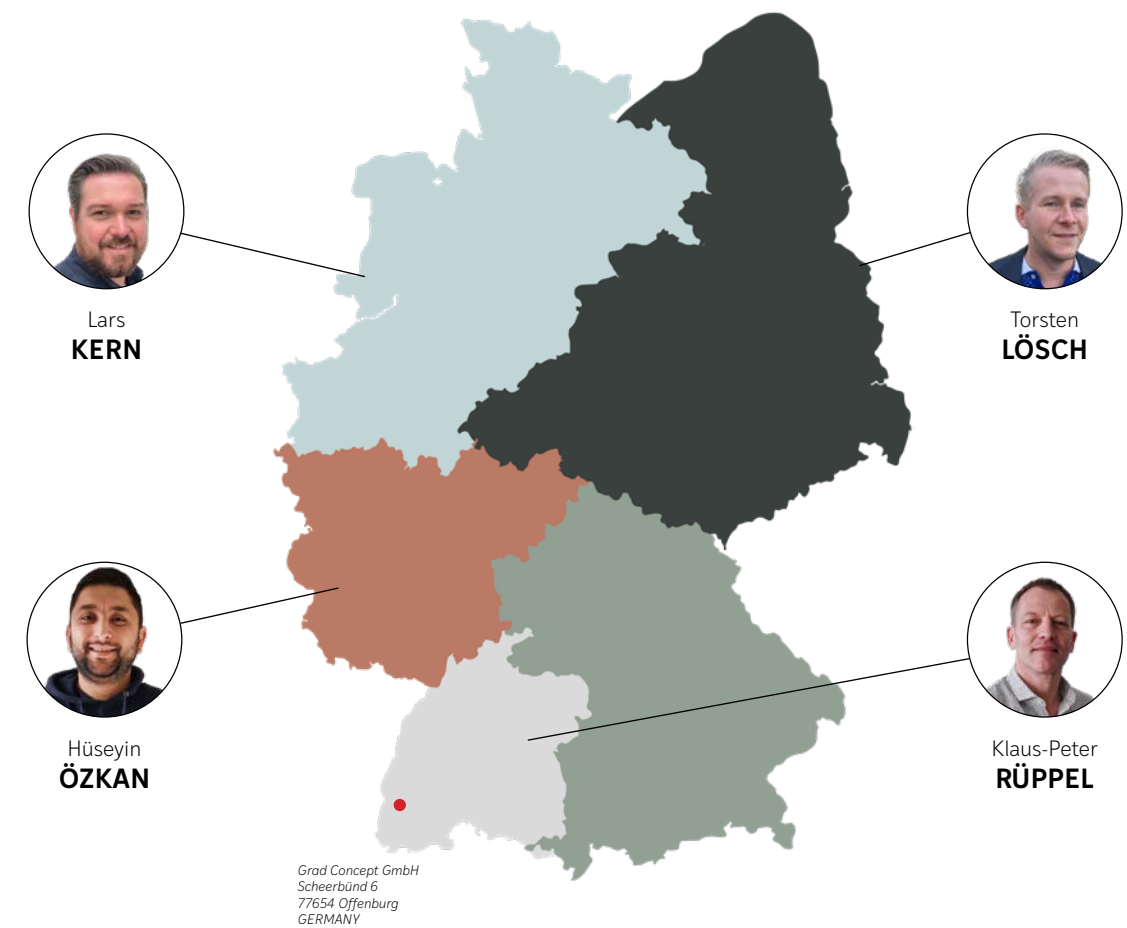 Lars
KERN
Torsten
LÖSCH
Hüseyin
ÖZKAN
Klaus-Peter
RÜPPEL
Grad Concept GmbH
Scheerbünd 6
77654 Offenburg
GERMANY